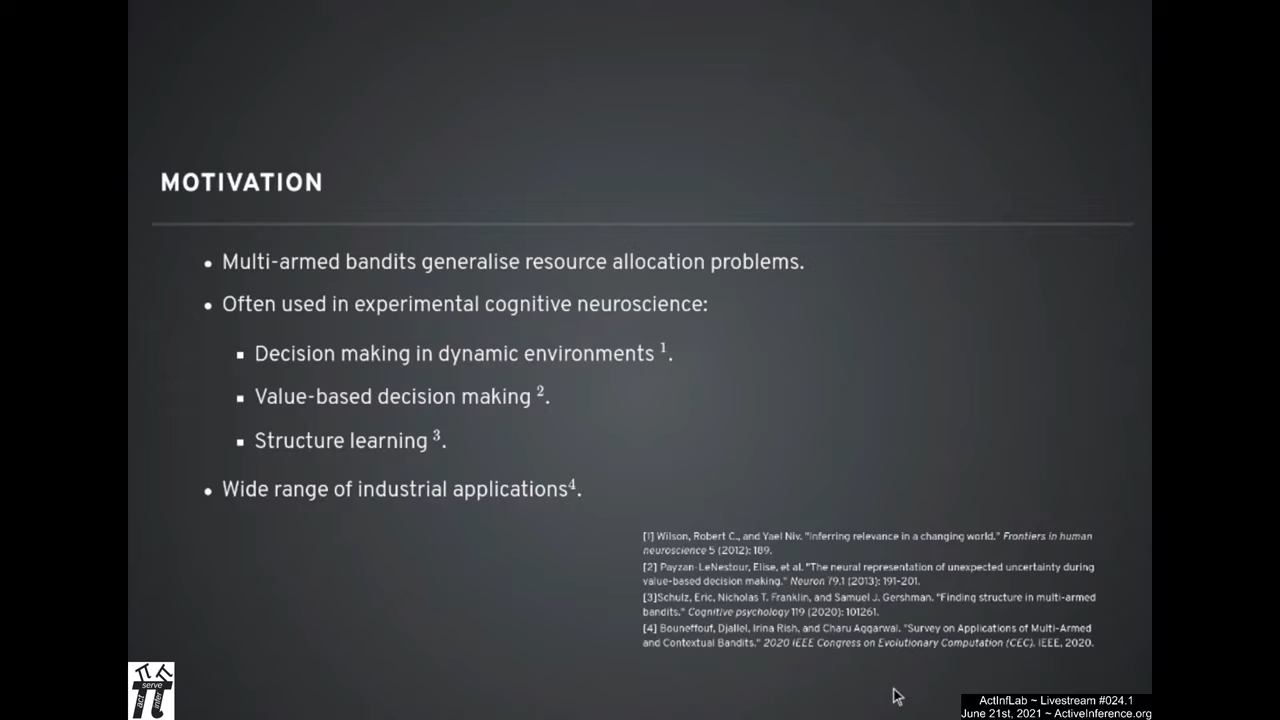 MOTIVATION
• Multi-armed bandits generalise resource allocation problems.
• Often used in experimental cognitive neuroscience:
▪ Decision making in dynamic environments ¹.
▪ Value-based decision making ².
▪ Structure learning ³.
• Wide range of industrial applications⁴.
[1] Wilson, Robert C., and Yael Niv. "Inferring relevance in a changing world." Frontiers in human
neuroscience 5 (2012): 189.
[2] Payzan-LeNestour, Elise, et al. "The neural representation of unexpected uncertainty during
value-based decision making." Neuron 79.1 (2013): 191-201.
[3]Schulz, Eric, Nicholas T. Franklin, and Samuel J. Gershman. "Finding structure in multi-armed
bandits." Cognitive psychology 119 (2020): 101261.
[4] Bouneffouf, Djallel, Irina Rish, and Charu Aggarwal. "Survey on Applications of Multi-Armed
and Contextual Bandits." 2020 IEEE Congress on Evolutionary Computation (CEC). IEEE, 2020.
serve
act
infer
ActInfLab ~ Livestream #024.1
June 21st, 2021 ~ ActiveInference.org